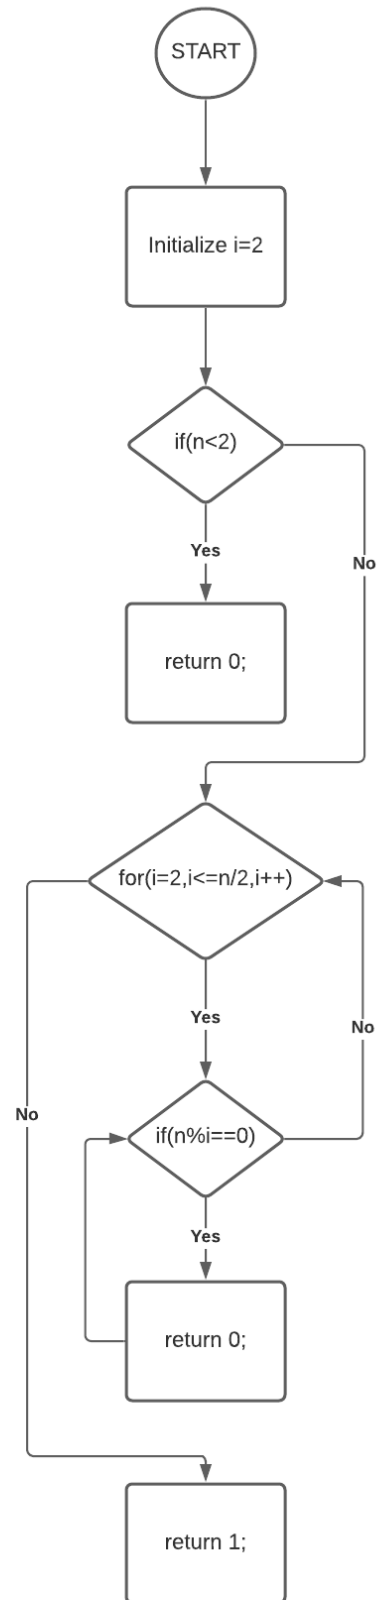 START
Initialize i=2
if(n<2)
Yes
No
return 0;
for(i=2,i<=n/2,i++)
Yes
No
No
if(n%i==0)
Yes
return 0;
return 1;